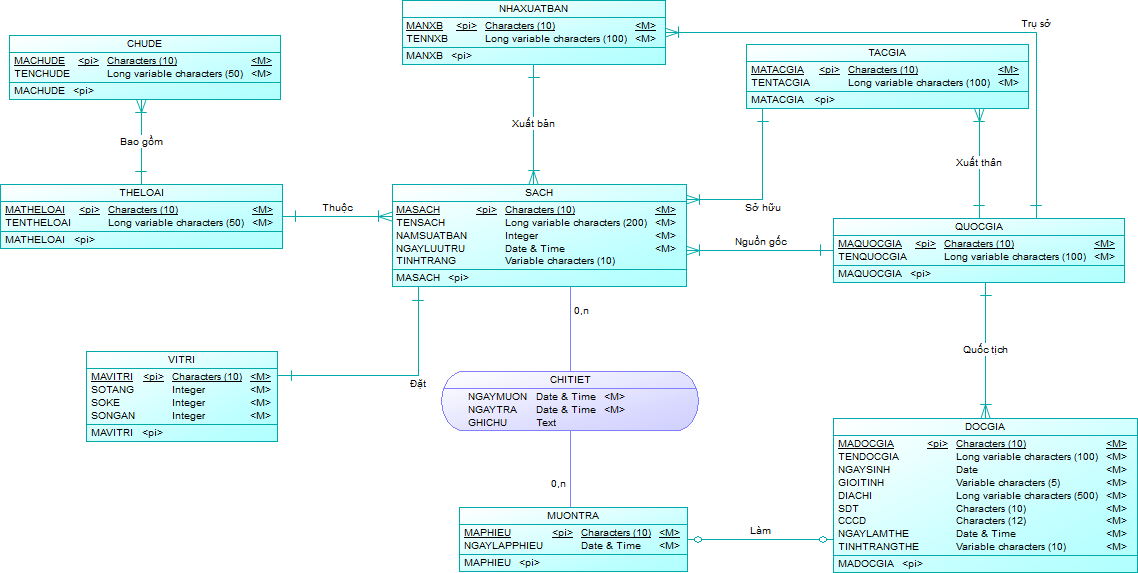 NHAXUATBAN
MANXB <pi> Characters (10) <M>
TENNXB Long variable characters (100) <M>
MANXB <pi>
Trụ sở
CHUDE
MACHUDE <pi> Characters (10) <M>
TENCHUDE Long variable characters (50) <M>
MACHUDE <pi>
TACGIA
MATACGIA <pi> Characters (10) <M>
TENTACGIA Long variable characters (100) <M>
MATACGIA <pi>
Xuất bản
Bao gồm
Xuất thân
THELOAI
MATHELOAI <pi> Characters (10) <M>
TENTHELOAI Long variable characters (50) <M>
MATHELOAI <pi>
Thuộc
SACH
MASACH <pi> Characters (10) <M>
TENSACH Long variable characters (200) <M>
NAMSUATBAN Integer <M>
NGAYLUUTRU Date & Time <M>
TINHTRANG Variable characters (10)
MASACH <pi>
Sở hữu
Nguồn gốc
QUOCGIA
MAQUOCGIA <pi> Characters (10) <M>
TENQUOCGIA Long variable characters (100) <M>
MAQUOCGIA <pi>
0,n
Quốc tịch
VITRI
MAVITRI <pi> Characters (10) <M>
SOTANG Integer <M>
SOKE Integer <M>
SONGAN Integer <M>
MAVITRI <pi>
Đặt
CHITIET
NGAYMUON Date & Time <M>
NGAYTRA Date & Time <M>
GHICHU Text
0,n
DOCGIA
MADOCGIA <pi> Characters (10) <M>
TENDOCGIA Long variable characters (100) <M>
NGAYSINH Date <M>
GIOITINH Variable characters (5) <M>
DIACHI Long variable characters (500) <M>
SDT Characters (10) <M>
CCCD Characters (12) <M>
NGAYLAMTHE Date & Time <M>
TINHTRANGTHE Variable characters (10) <M>
MADOCGIA <pi>
MUONTRA
MAPHIEU <pi> Characters (10) <M>
NGAYLAPPHIEU Date & Time <M>
MAPHIEU <pi>
Làm